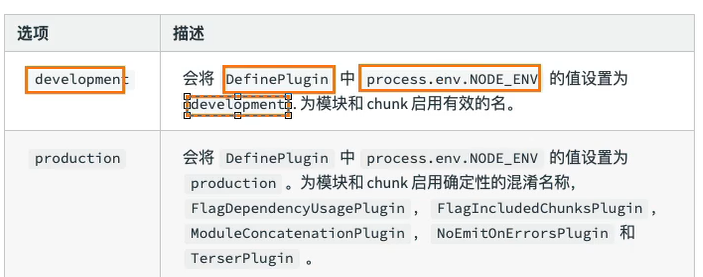 选项 描述
development 会将 DefinePlugin 中 process.env.NODE_ENV 的值设置为
development. 为模块和 chunk 启用有效的名。
production 会将 DefinePlugin 中 process.env.NODE_ENV 的值设置为
production 。为模块和 chunk 启用确定性的混淆名称,
FlagDependencyUsagePlugin , FlagIncludedChunksPlugin ,
ModuleConcatenationPlugin , NoEmitOnErrorsPlugin 和
TerserPlugin 。